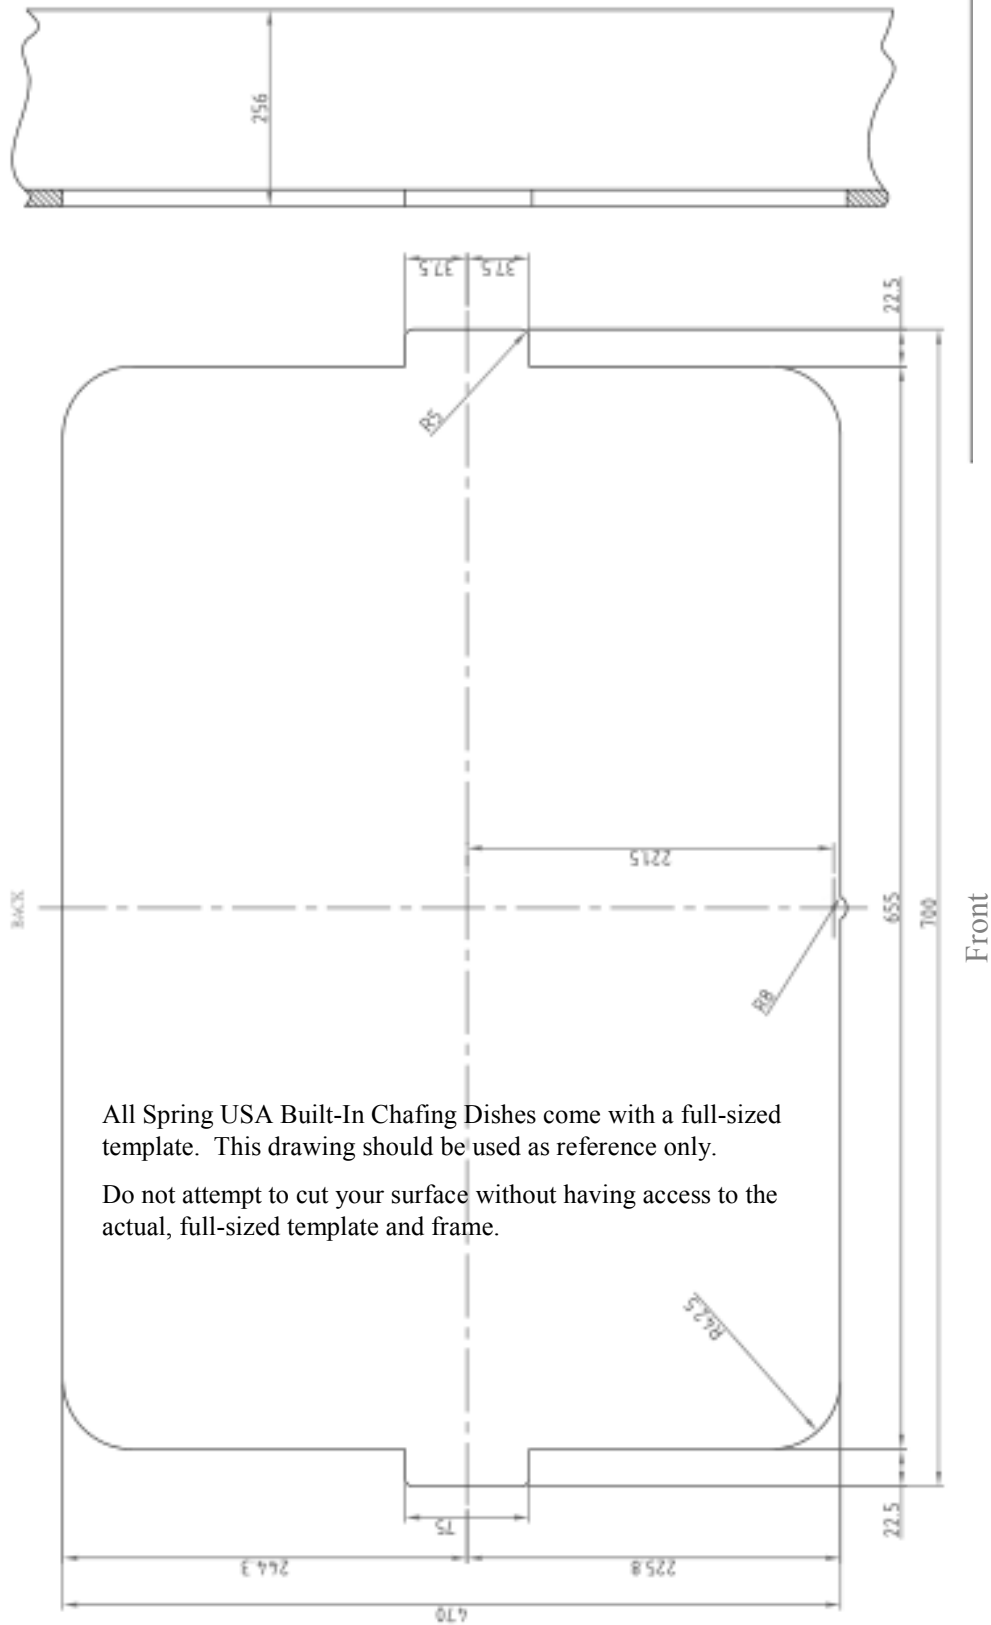 256
37.5
37.5
22.5
R5
221.5
BACK
655
700
Front
R8
All Spring USA Built-In Chafing Dishes come with a full-sized
template. This drawing should be used as reference only.
Do not attempt to cut your surface without having access to the
actual, full-sized template and frame.
R42.5
75
22.5
244.3
225.8
470